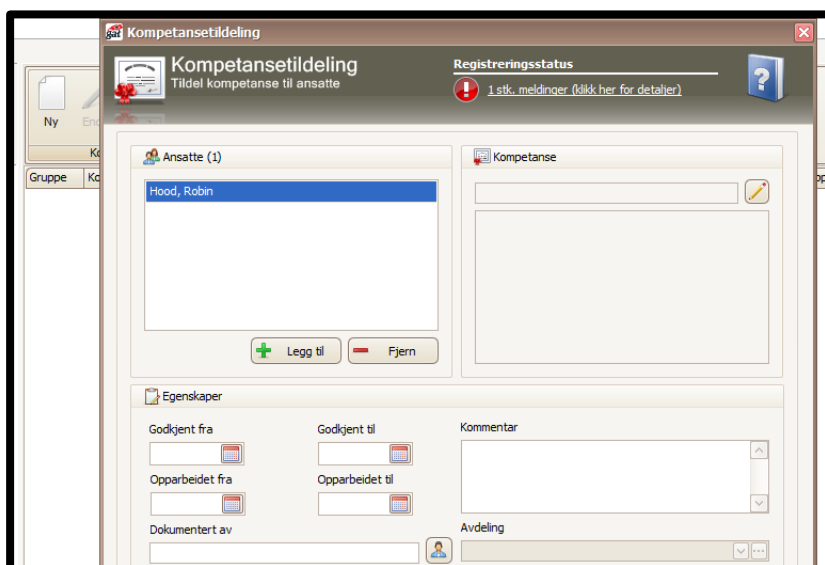 gat Kompetansetildeling
Kompetansetildeling
Tildel kompetanse til ansatte
Registreringsstatus
1 stk. meldinger (klikk her for detaljer)
Ny
Gruppe
Ansatte (1)
Kompetanse
Hood, Robin
Legg til
Fjern
Egenskaper
Godkjent fra
Godkjent til
Kommentar
Opparbeidet fra
Opparbeidet til
Dokumentert av
Avdeling